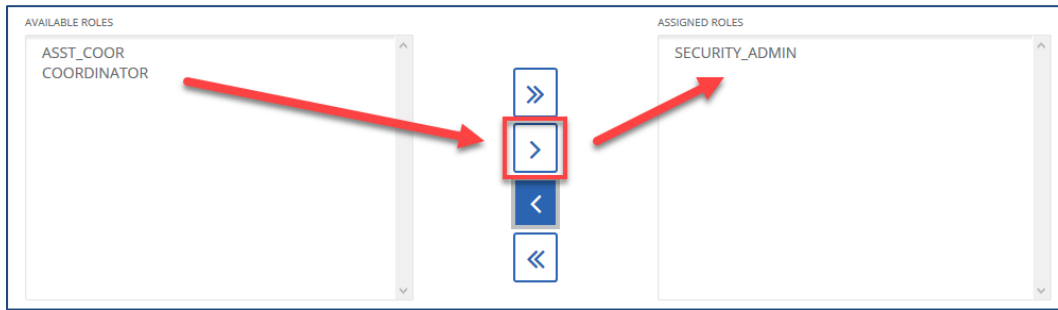 AVAILABLE ROLES
ASST_COOR
COORDINATOR
ASSIGNED ROLES
SECURITY_ADMIN